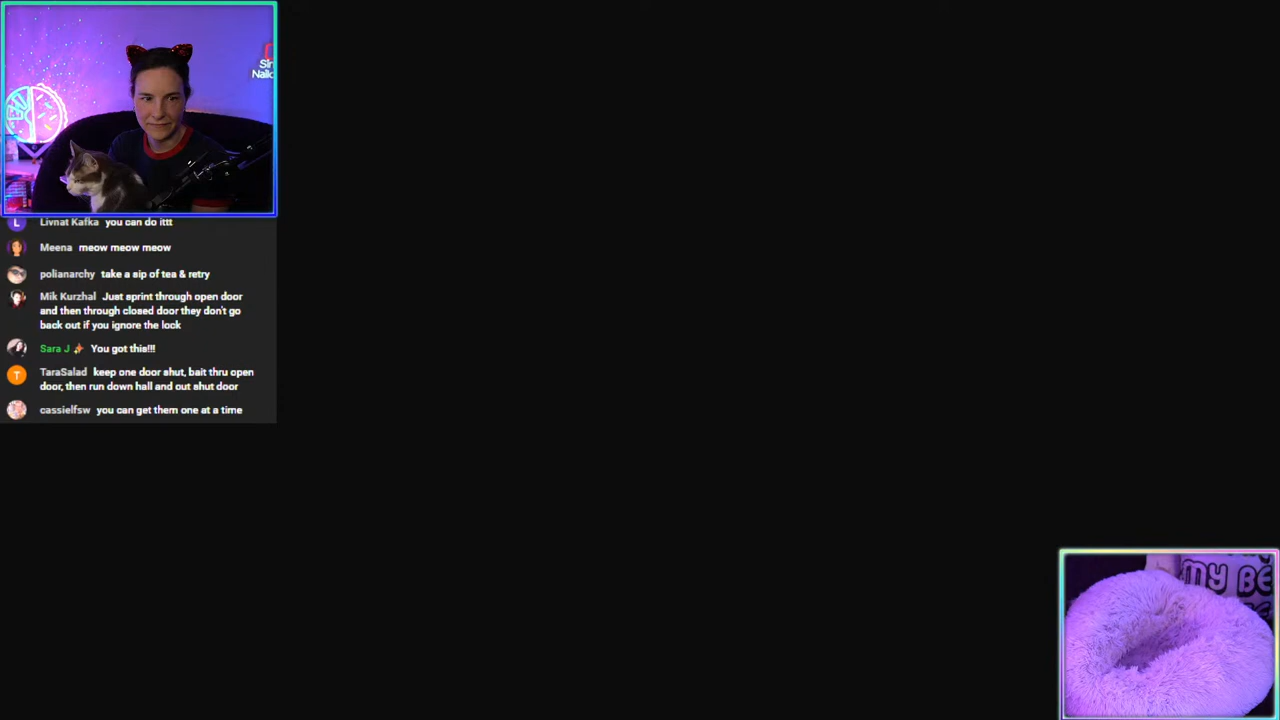 Livnat Kafka you can do ittt
Meena meow meow meow
polianarchy take a sip of tea & retry
Mik Kurzhal Just sprint through open door
and then through closed door they don't go
back out if you ignore the lock
Sara J ✨ You got this!!!
TaraSalad keep one door shut, bait thru open
door, then run down hall and out shut door
cassielfsw you can get them one at a time
L
T
MY BE